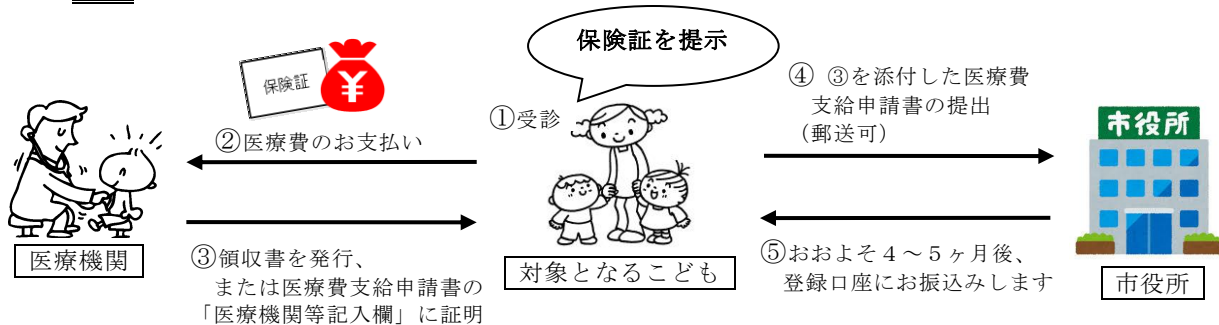 保険証を提示
保険証
¥
①受診
②医療費のお支払い
④ ③を添付した医療費
支給申請書の提出
（郵送可）
市役所
医療機関
③領収書を発行、
または医療費支給申請書の
「医療機関等記入欄」に証明
対象となるこども
⑤おおよそ４～５ヶ月後、
登録口座にお振込みします
市役所